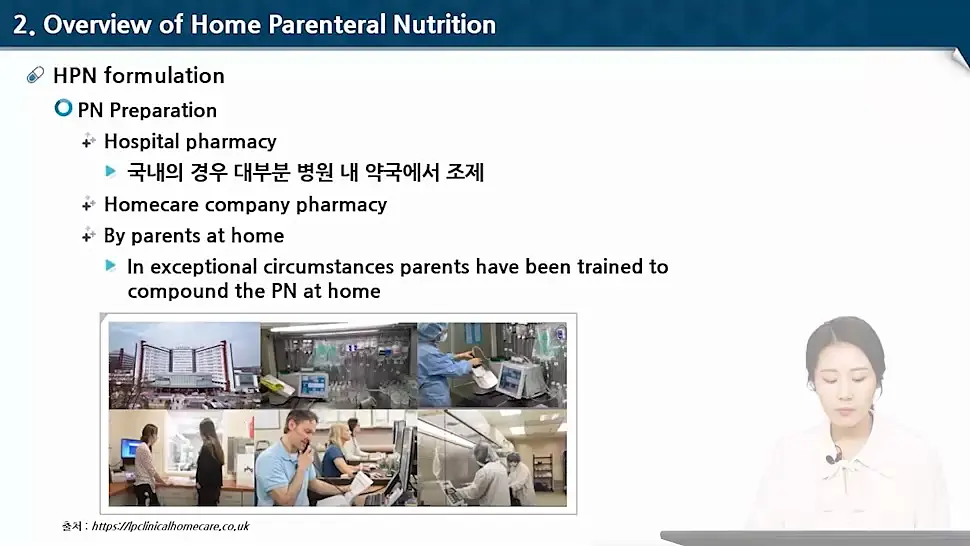 2. Overview of Home Parenteral Nutrition
HPN formulation
PN Preparation
Hospital pharmacy
국내의 경우 대부분 병원 내 약국에서 조제
Homecare company pharmacy
By parents at home
In exceptional circumstances parents have been trained to
compound the PN at home
출처 : https://lpclinicalhomecare.co.uk